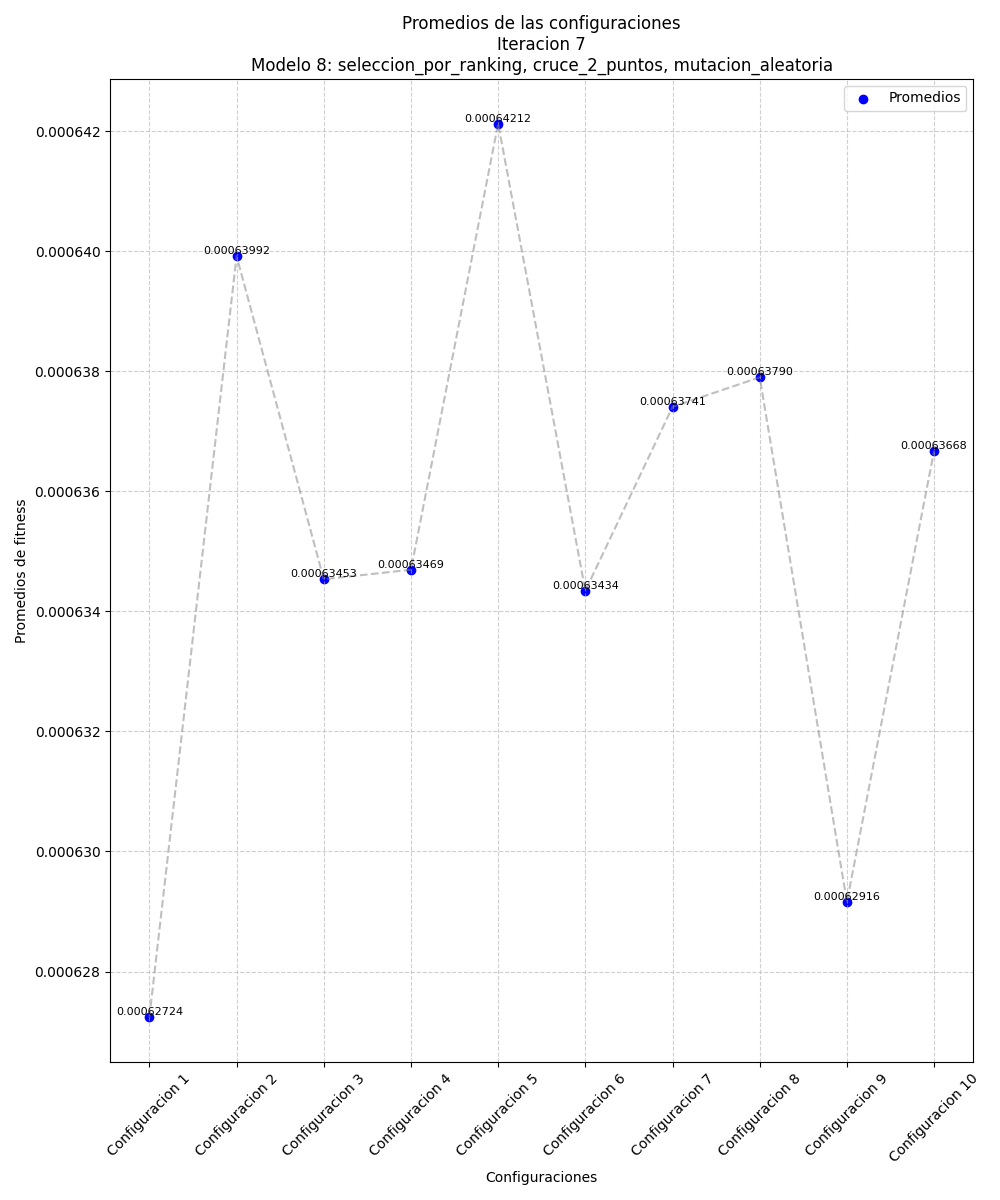 Promedios de las configuraciones
Iteracion 7
Modelo 8: seleccion_por_ranking, cruce_2_puntos, mutacion_aleatoria
Promedios
0.000642
0.000640
0.000638
0.000636
0.000634
0.000632
0.000630
0.000628
Promedios de fitness
0.00062724
0.00063992
0.00063453
0.00063469
0.00064212
0.00063434
0.00063741
0.00063790
0.00062916
0.00063668
Configuracion 1
Configuracion 2
Configuracion 3
Configuracion 4
Configuracion 5
Configuracion 6
Configuracion 7
Configuracion 8
Configuracion 9
Configuracion 10
Configuraciones